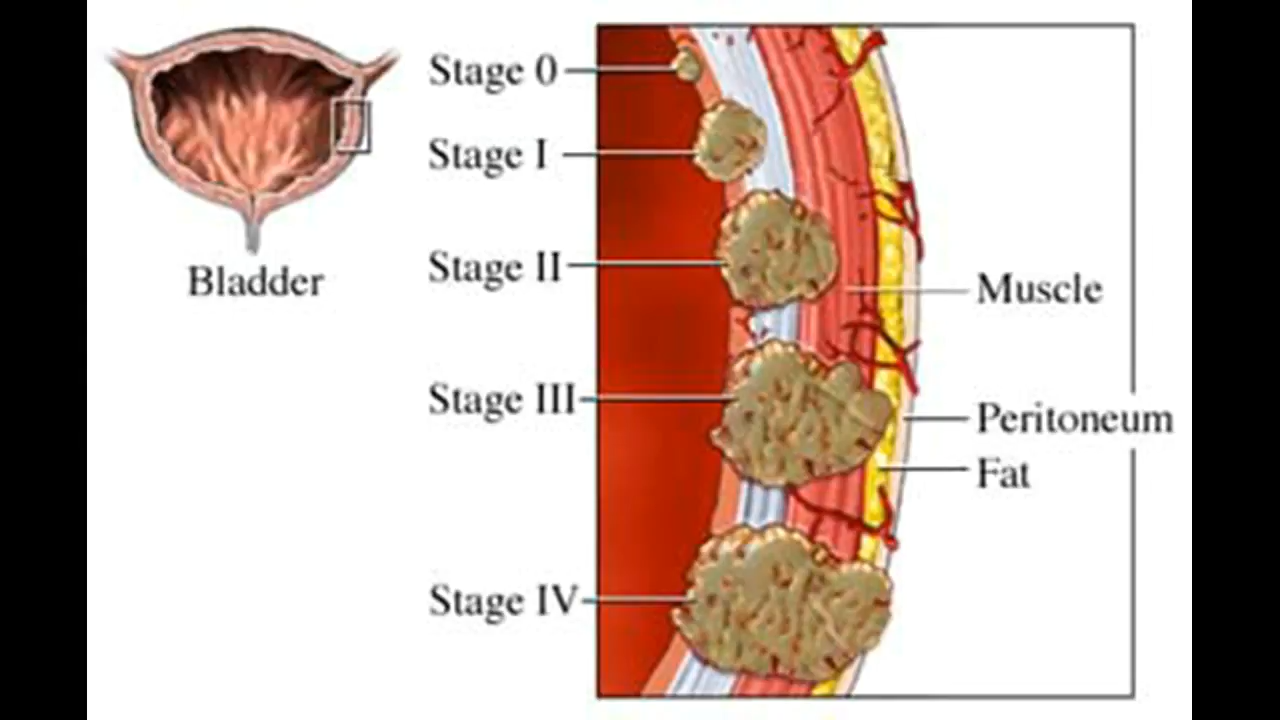 Stage 0
Stage I
Stage II
Stage III
Stage IV
Bladder
Muscle
Peritoneum
Fat